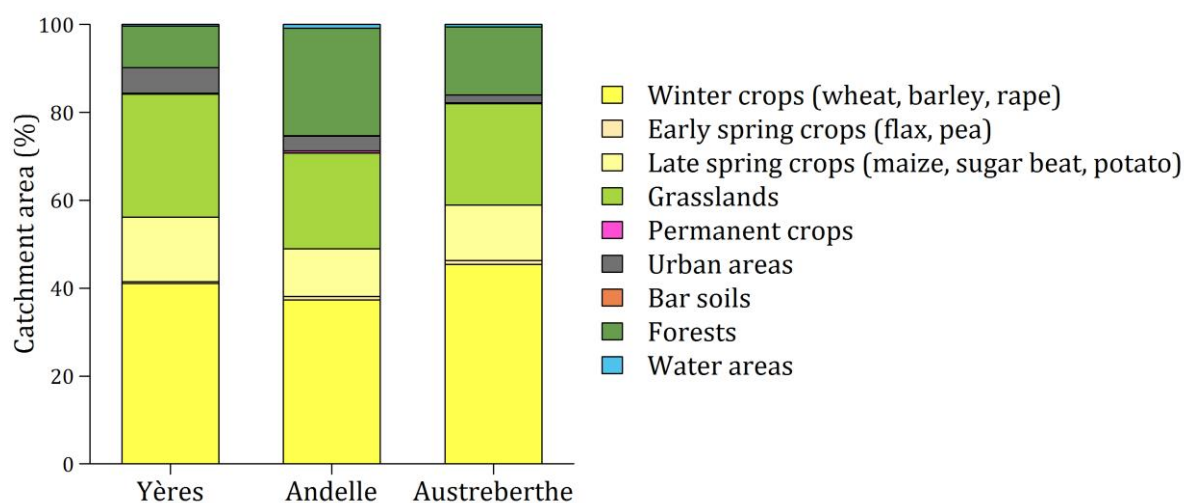 Catchment area (%)
100
80
60
40
20
0
Yères Andelle Austreberthe
Winter crops (wheat, barley, rape)
Early spring crops (flax, pea)
Late spring crops (maize, sugar beat, potato)
Grasslands
Permanent crops
Urban areas
Bar soils
Forests
Water areas